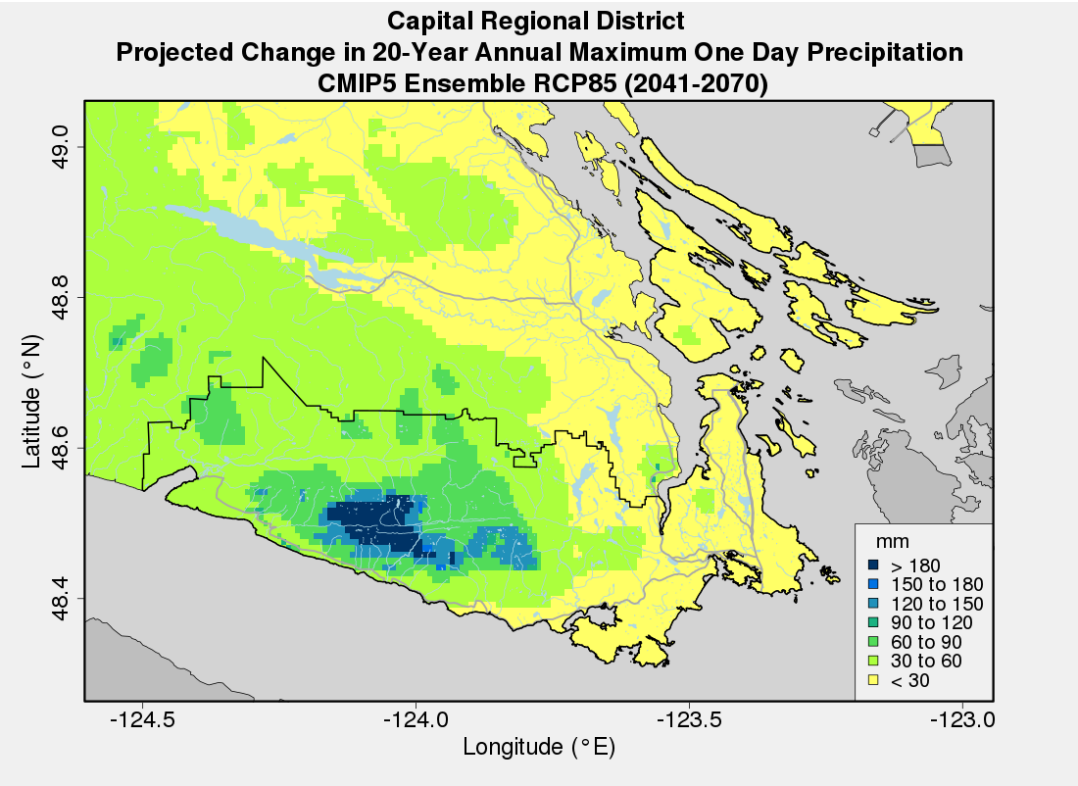 Capital Regional District
Projected Change in 20-Year Annual Maximum One Day Precipitation
CMIP5 Ensemble RCP85 (2041-2070)
49.0
48.8
48.6
48.4
Latitude (°N)
mm
> 180
150 to 180
120 to 150
90 to 120
60 to 90
30 to 60
< 30
-124.5
-124.0
-123.5
-123.0
Longitude (°E)